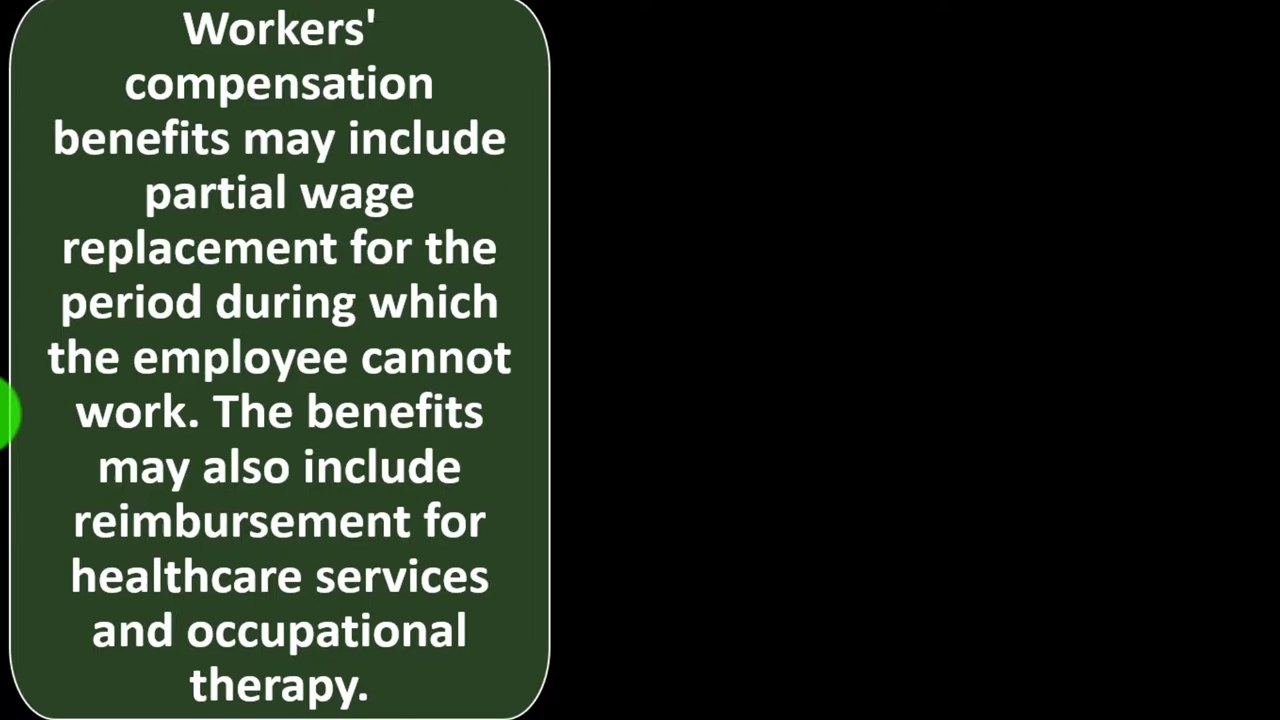 Workers'
compensation
benefits may include
partial wage
replacement for the
period during which
the employee cannot
work. The benefits
may also include
reimbursement for
healthcare services
and occupational
therapy.